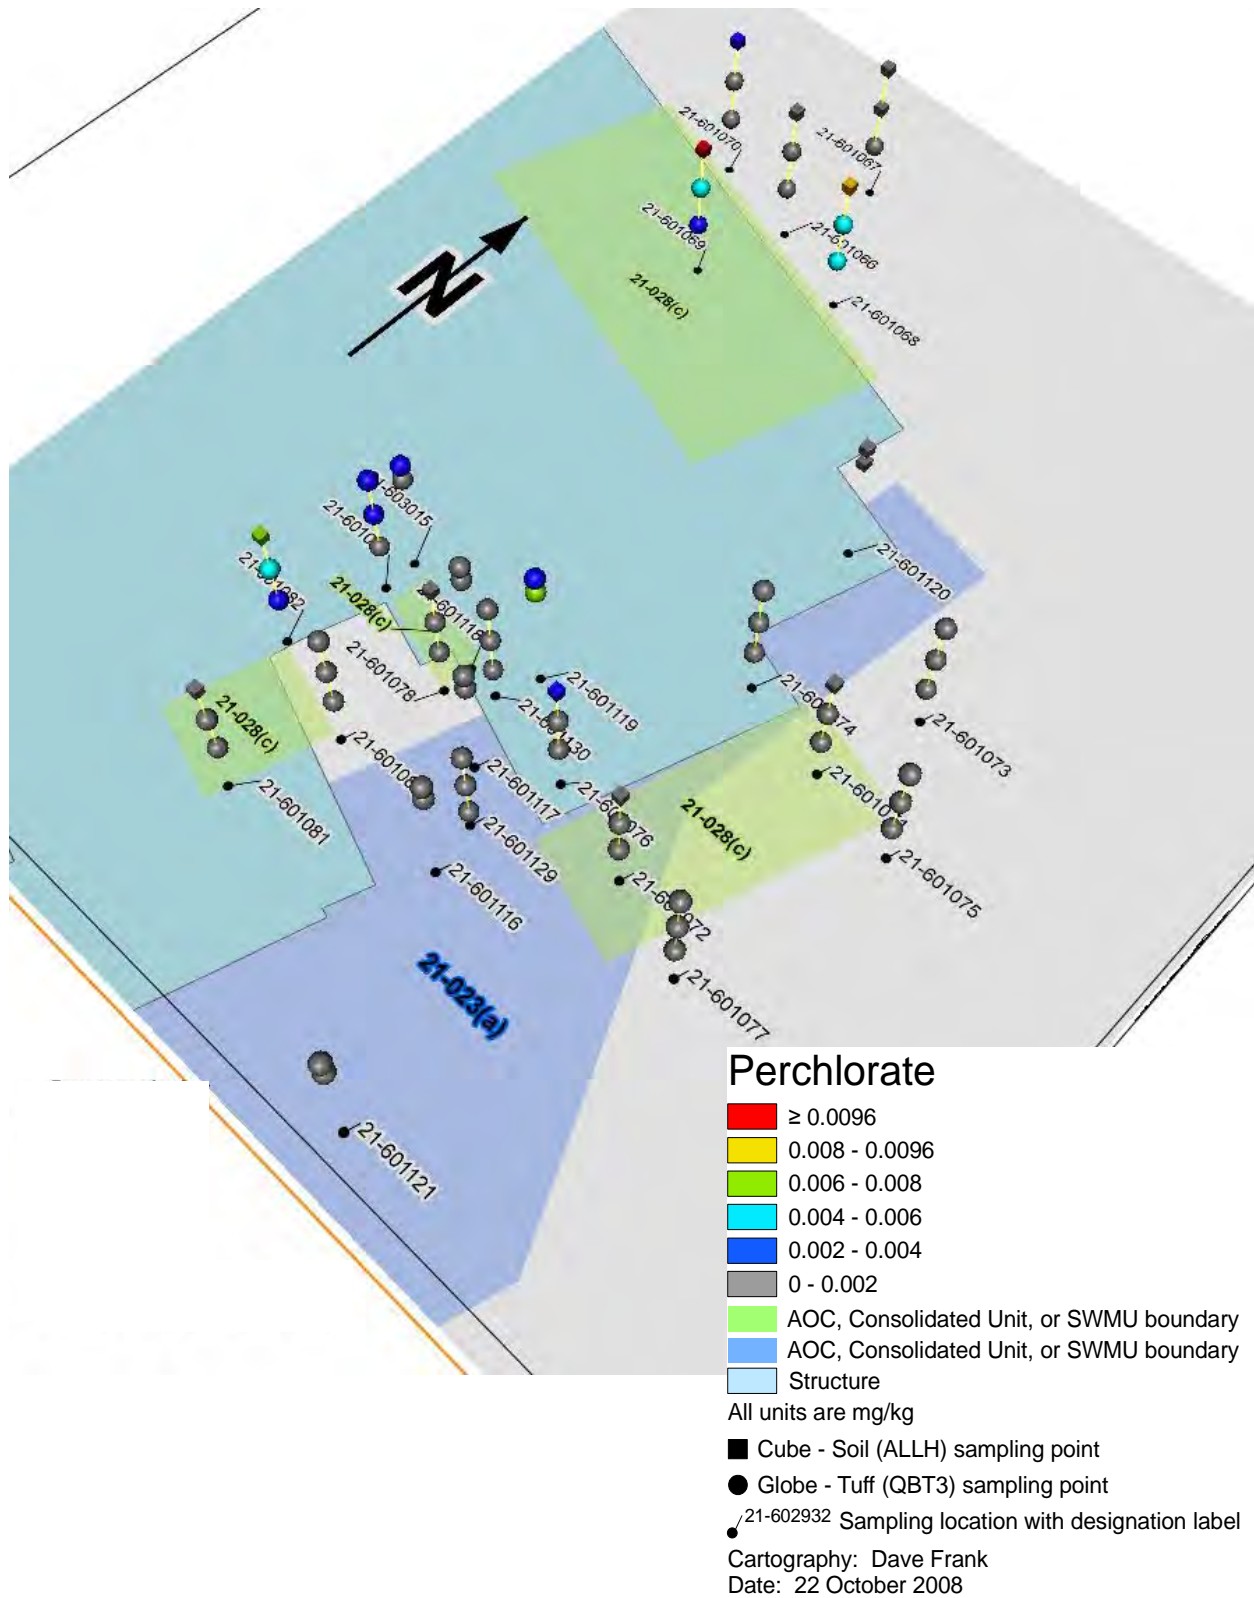 21-601070
21-601067
21-601069
21-601066
21-028(c)
21-601068
N
21-601120
21-028(c)
21-601078
21-601119
21-028(c)
21-601073
21-601117
21-601081
21-028(c)
21-601129
21-601116
21-601075
21-023(a)
21-601077
21-601121
Perchlorate
≥ 0.0096
0.008 - 0.0096
0.006 - 0.008
0.004 - 0.006
0.002 - 0.004
0 - 0.002
AOC, Consolidated Unit, or SWMU boundary
AOC, Consolidated Unit, or SWMU boundary
Structure
All units are mg/kg
Cube - Soil (ALLH) sampling point
Globe - Tuff (QBT3) sampling point
21-602932 Sampling location with designation label
Cartography: Dave Frank
Date: 22 October 2008